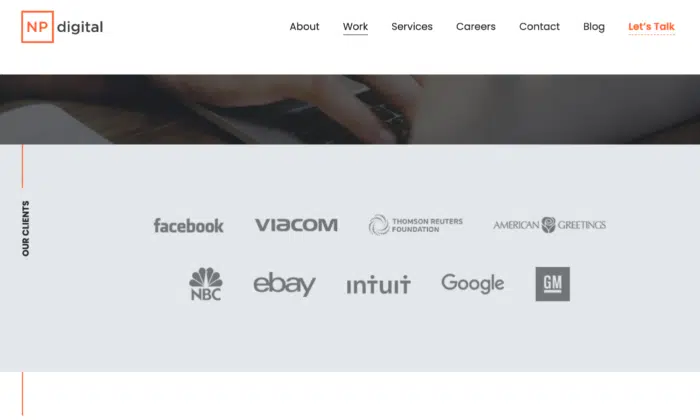 NP digital About Work Services Careers Contact Blog Let's Talk
OUR CLIENTS
facebook VIACOM THOMSON REUTERS FOUNDATION AMERICAN GREETINGS
NBC ebay intuit Google GM